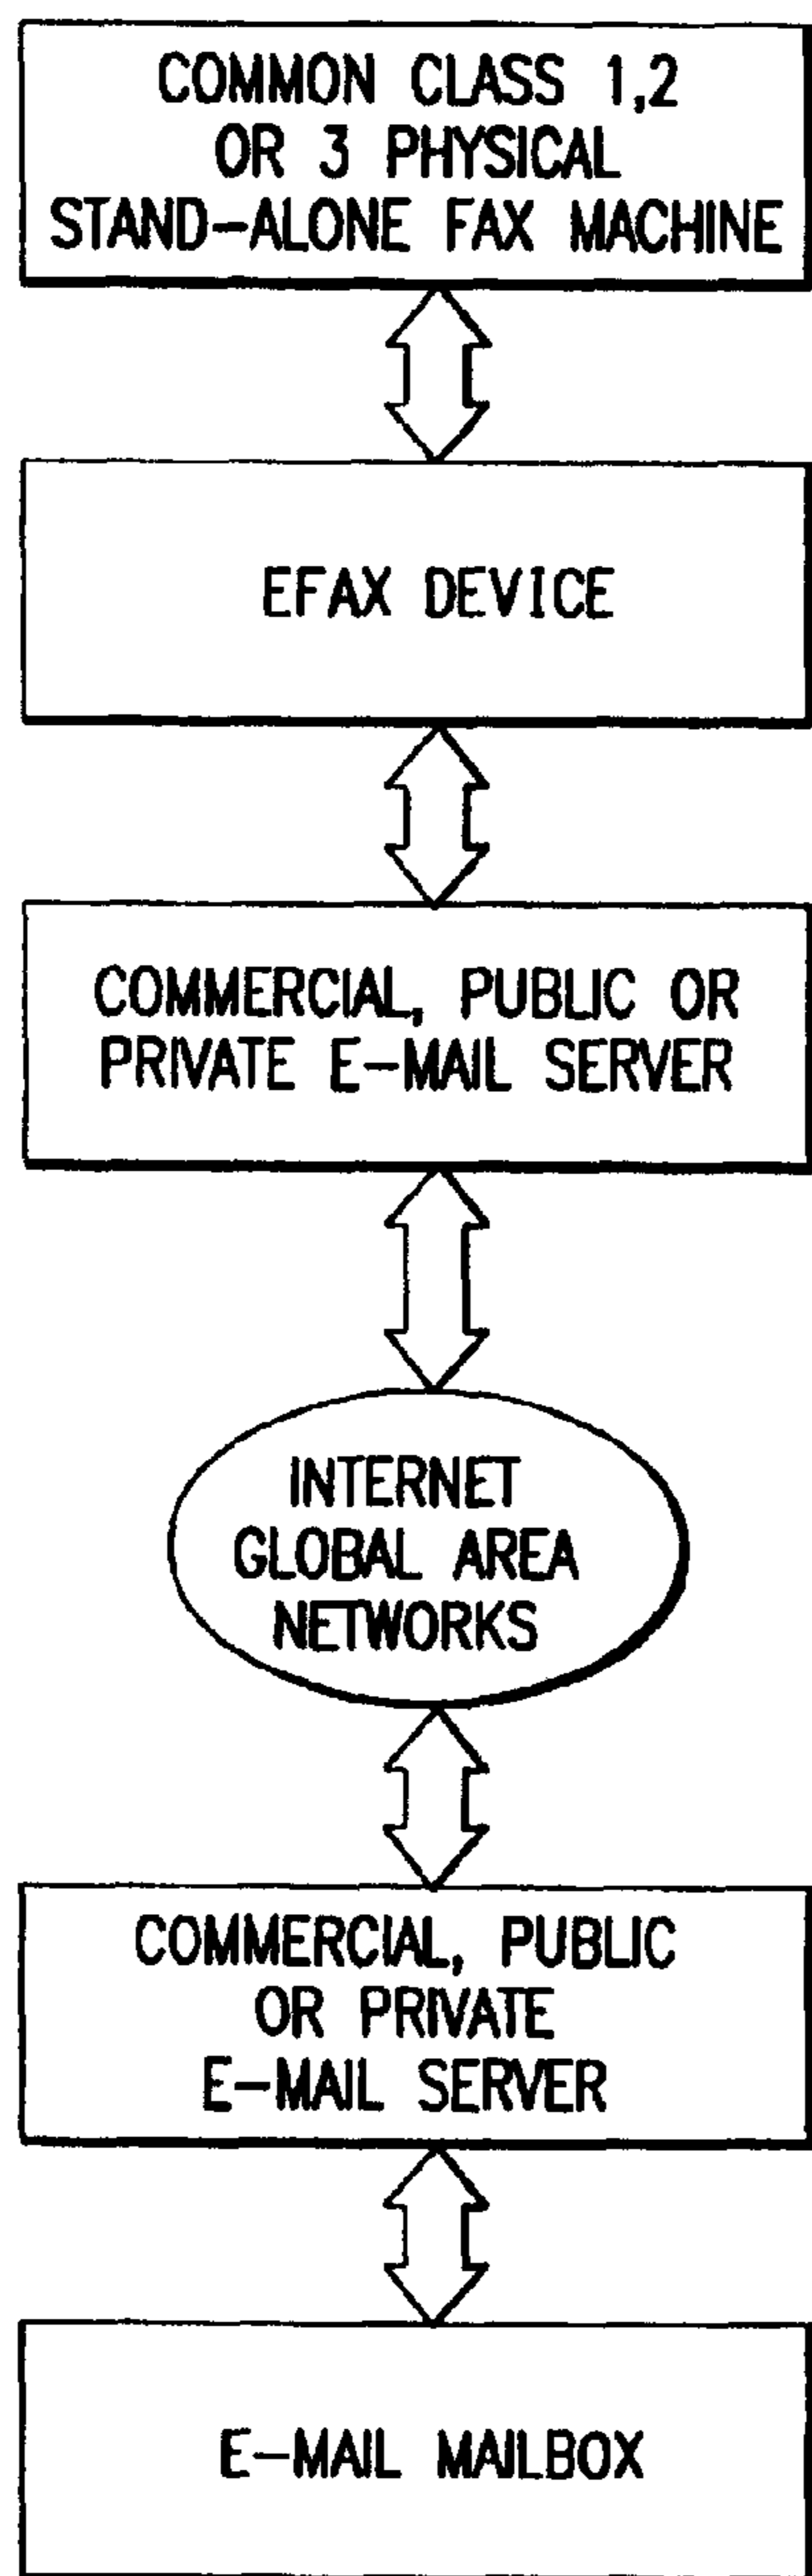 COMMON CLASS 1,2
OR 3 PHYSICAL
STAND-ALONE FAX MACHINE
EFAX DEVICE
COMMERCIAL, PUBLIC OR
PRIVATE E-MAIL SERVER
INTERNET
GLOBAL AREA
NETWORKS
COMMERCIAL, PUBLIC
OR PRIVATE
E-MAIL SERVER
E-MAIL MAILBOX